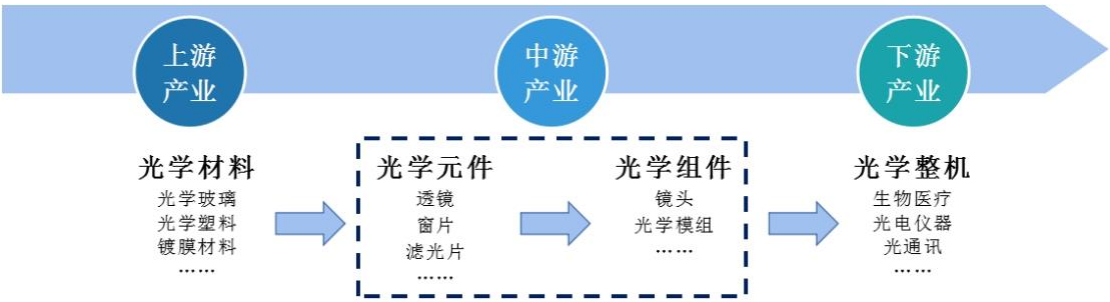 上游
产业
中游
产业
下游
产业
光学材料
光学玻璃
光学塑料
镀膜材料
……
光学元件
透镜
窗片
滤光片
……
光学组件
镜头
光学模组
……
光学整机
生物医疗
光电仪器
光通讯
……